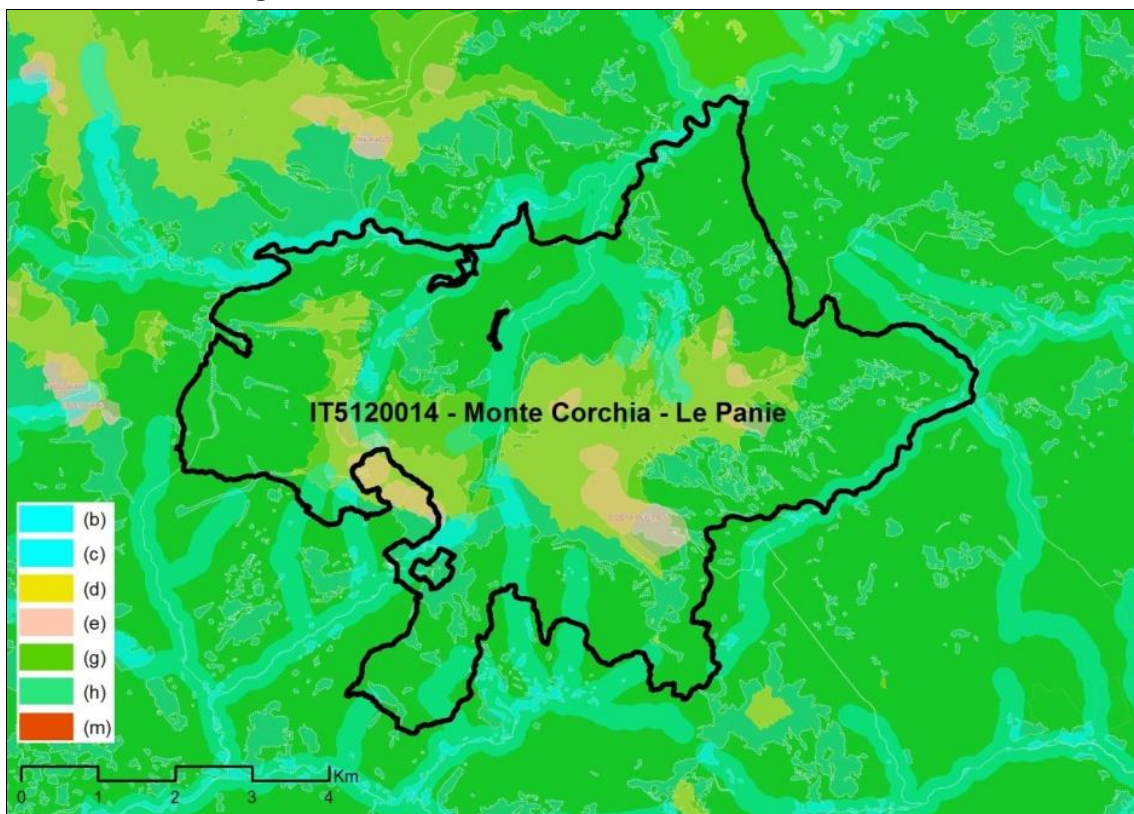 IT5120014 - Monte Corchia - Le Panie
(b)
(c)
(d)
(e)
(g)
(h)
(m)
Km
0 1 2 3 4